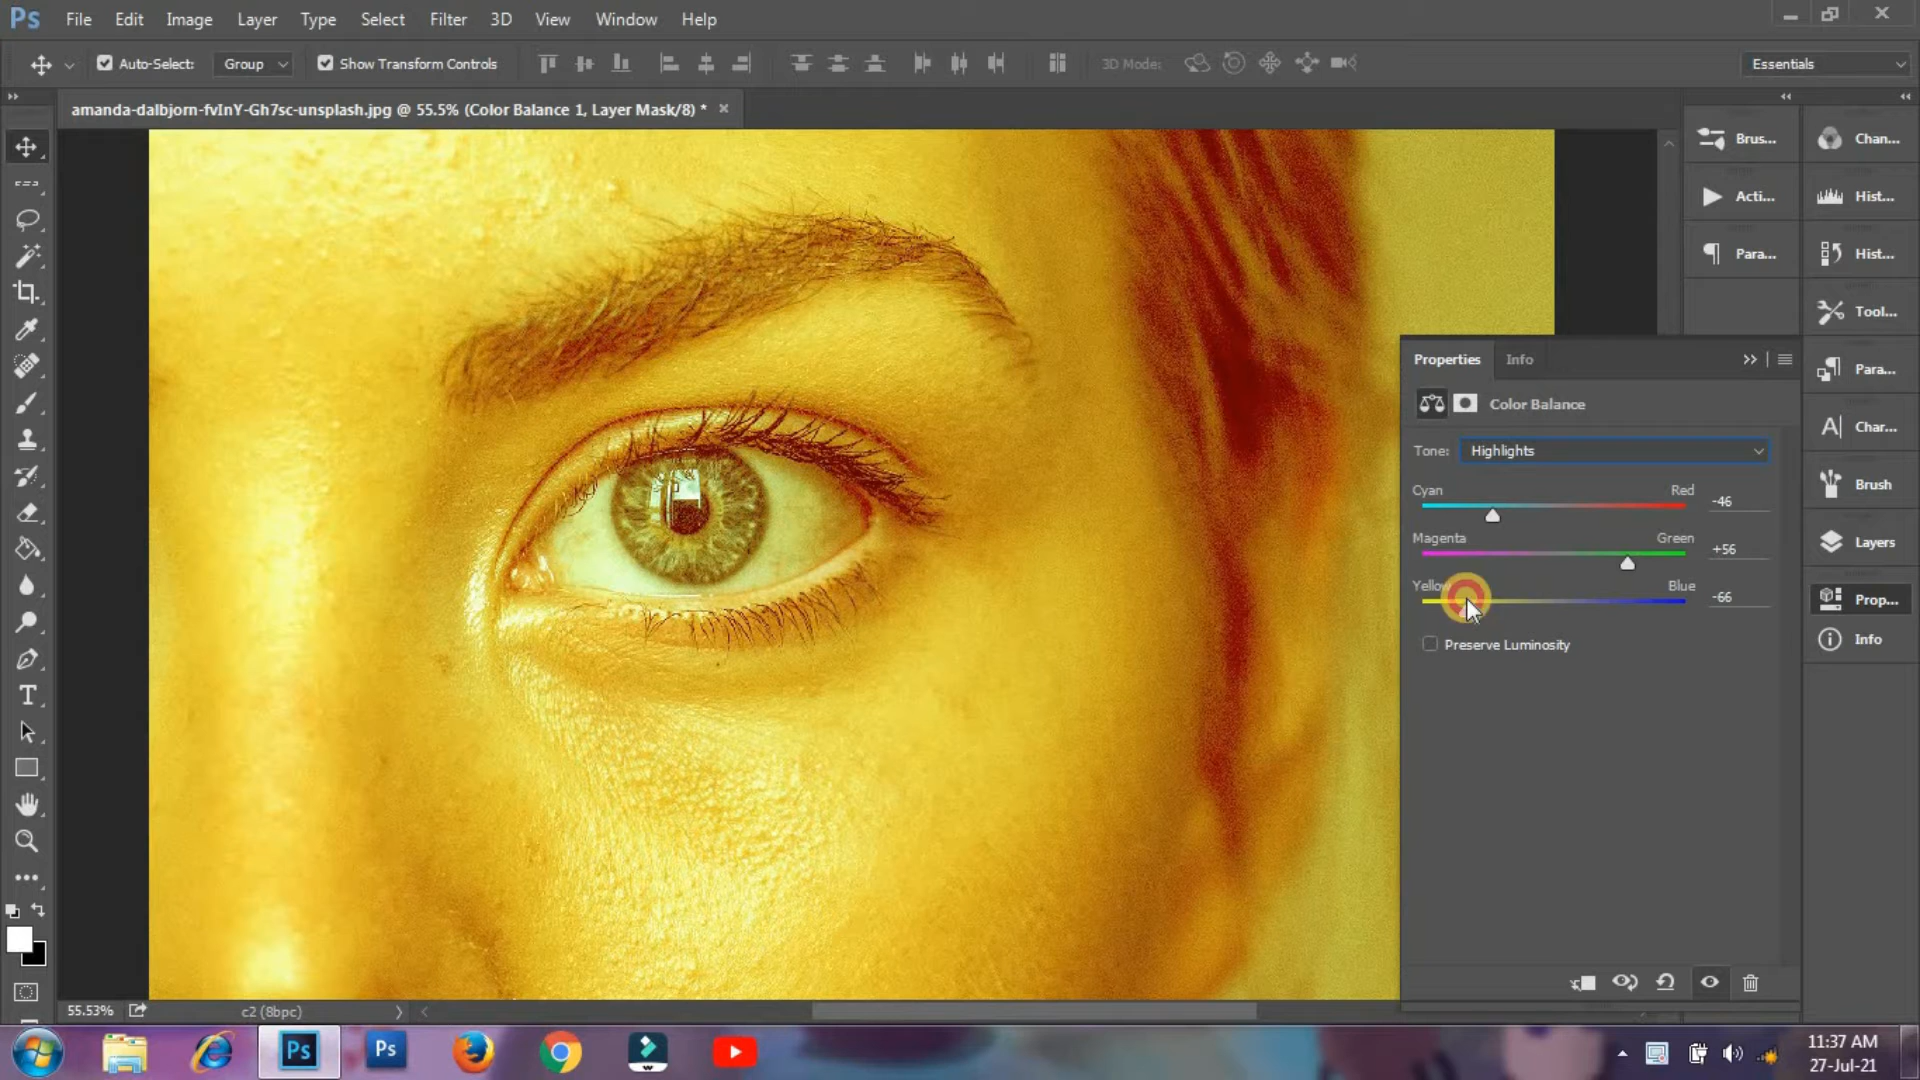 Ps File Edit Image Layer Type Select Filter 3D View Window Help
Auto-Select: Group Show Transform Controls 3D Mode: Essentials
amanda-dalbjorn-fvInY-Gh7sc-unsplash.jpg @ 55.5% (Color Balance 1, Layer Mask/8) *
Brus... Chan...
Acti... Hist...
Para... Hist...
Tool...
Para...
Char...
Brush
Layers
Prop...
Info
Properties Info
Color Balance
Tone: Highlights
Cyan Red -46
Magenta Green +56
Yellow Blue -66
Preserve Luminosity
55.53% c2 (8bpc)
Ps Ps
11:37 AM
27-Jul-21